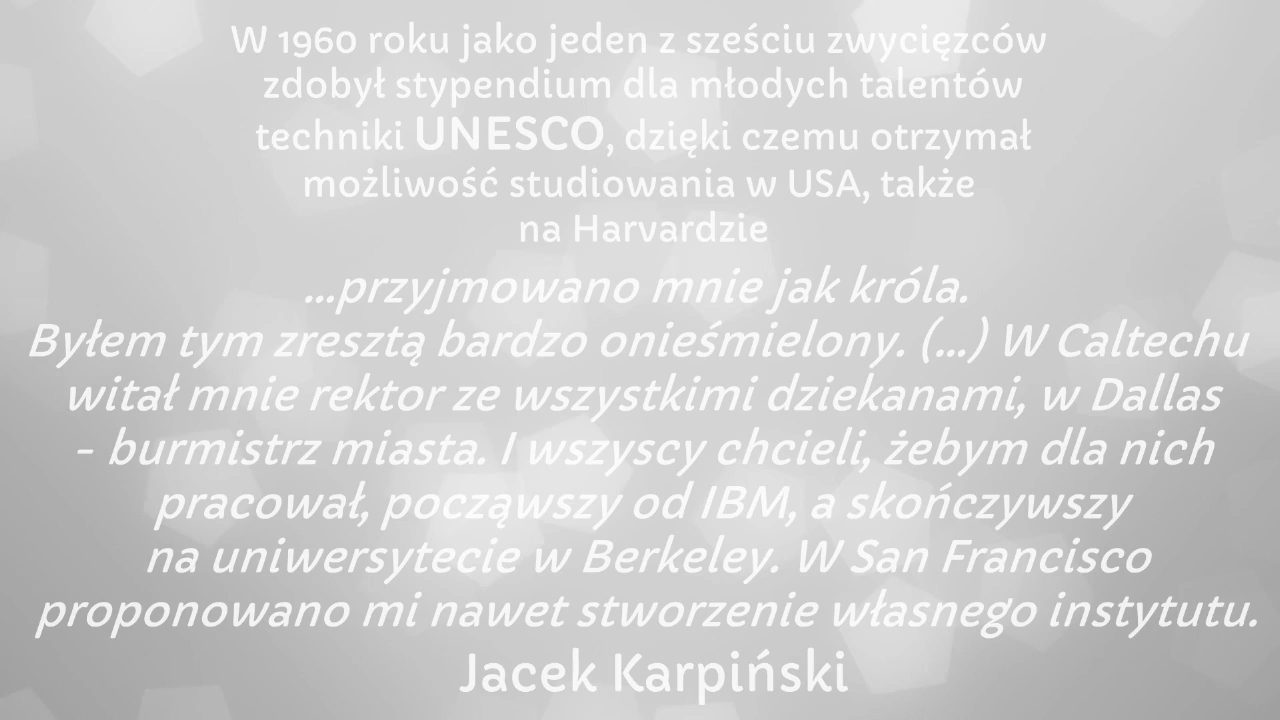 W 1960 roku jako jeden z sześciu zwycięzców
zdobył stypendium dla młodych talentów
techniki UNESCO, dzięki czemu otrzymał
możliwość studiowania w USA, także
na Harvardzie
...przyjmowano mnie jak króla.
Byłem tym zresztą bardzo onieśmielony. (...) W Caltechu
witał mnie rektor ze wszystkimi dziekanami, w Dallas
- burmistrz miasta. I wszyscy chcieli, żebym dla nich
pracował, począwszy od IBM, a skończywszy
na uniwersytecie w Berkeley. W San Francisco
proponowano mi nawet stworzenie własnego instytutu.
Jacek Karpiński